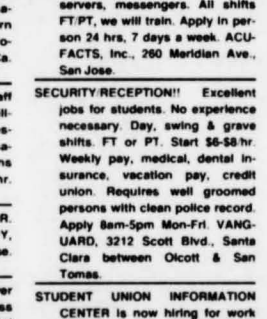 servers, messengers. All shifts
FT/PT, we will train. Apply in per-
son 24 hrs, 7 days a week. ACU-
FACTS, Inc., 260 Meridian Ave.,
San Jose.
SECURITY/RECEPTION!! Excellent
jobs for students. No experience
necessary. Day, swing & grave
shifts. FT or PT. Start $6-$8/hr.
Weekly pay, medical, dental in-
surance, vacation pay, credit
union. Requires well groomed
persons with clean police record.
Apply 8am-5pm Mon-Fri. VANG-
UARD, 3212 Scott Blvd., Santa
Clara between Olcott & San
Tomas.
STUDENT UNION INFORMATION
CENTER is now hiring for work